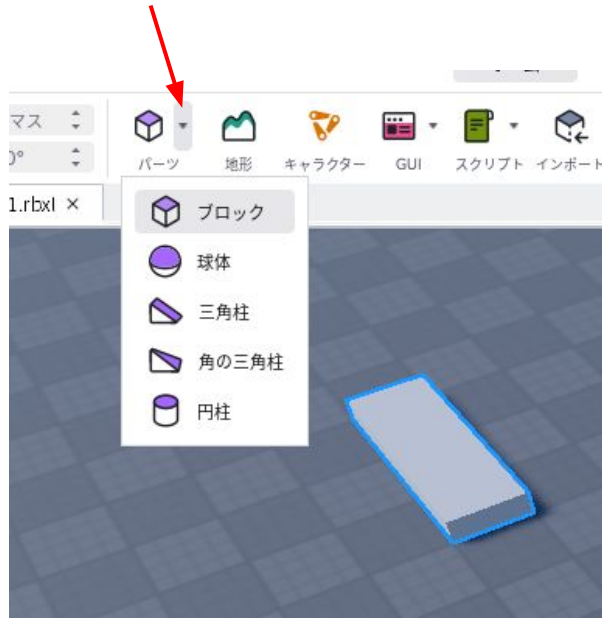 マス
パーツ
地形
キャラクター
GUI
スクリプト
インポート
0°
1.rbxl ×
ブロック
球体
三角柱
角の三角柱
円柱